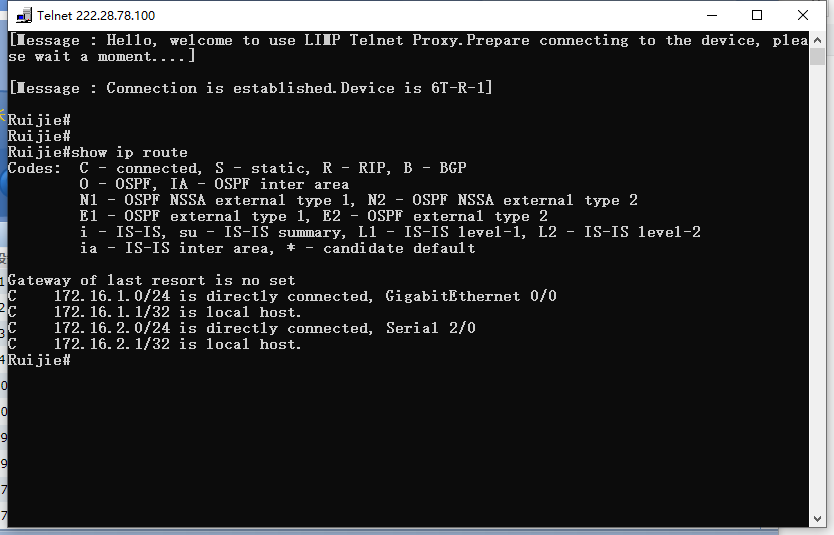 Telnet 222.28.78.100
[Message : Hello, welcome to use LIMP Telnet Proxy.Prepare connecting to the device, plea
se wait a moment....]
[Message : Connection is established.Device is 6T-R-1]
Ruijie#
Ruijie#
Ruijie#show ip route
Codes:  C - connected, S - static, R - RIP, B - BGP
O - OSPF, IA - OSPF inter area
N1 - OSPF NSSA external type 1, N2 - OSPF NSSA external type 2
E1 - OSPF external type 1, E2 - OSPF external type 2
i - IS-IS, su - IS-IS summary, L1 - IS-IS level-1, L2 - IS-IS level-2
ia - IS-IS inter area, * - candidate default
Gateway of last resort is no set
C    172.16.1.0/24 is directly connected, GigabitEthernet 0/0
C    172.16.1.1/32 is local host.
C    172.16.2.0/24 is directly connected, Serial 2/0
C    172.16.2.1/32 is local host.
Ruijie#